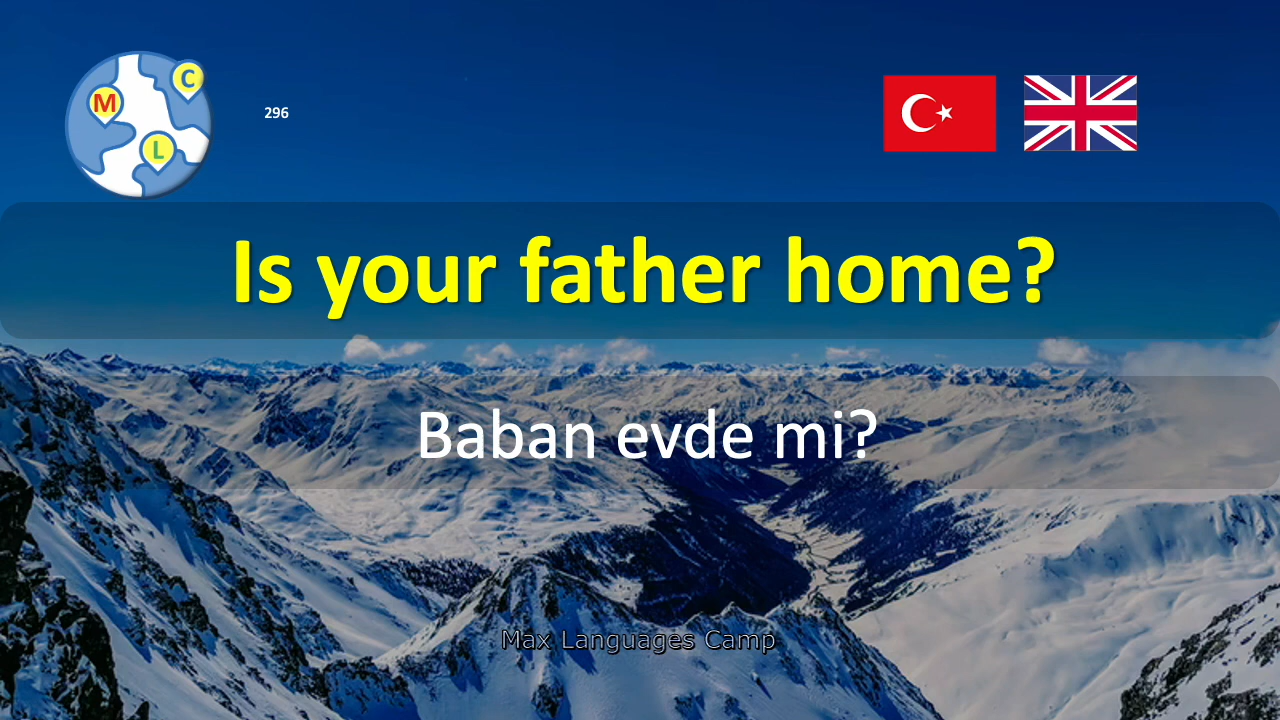 M
C
L
296
Is your father home?
Baban evde mi?
Max Languages Camp